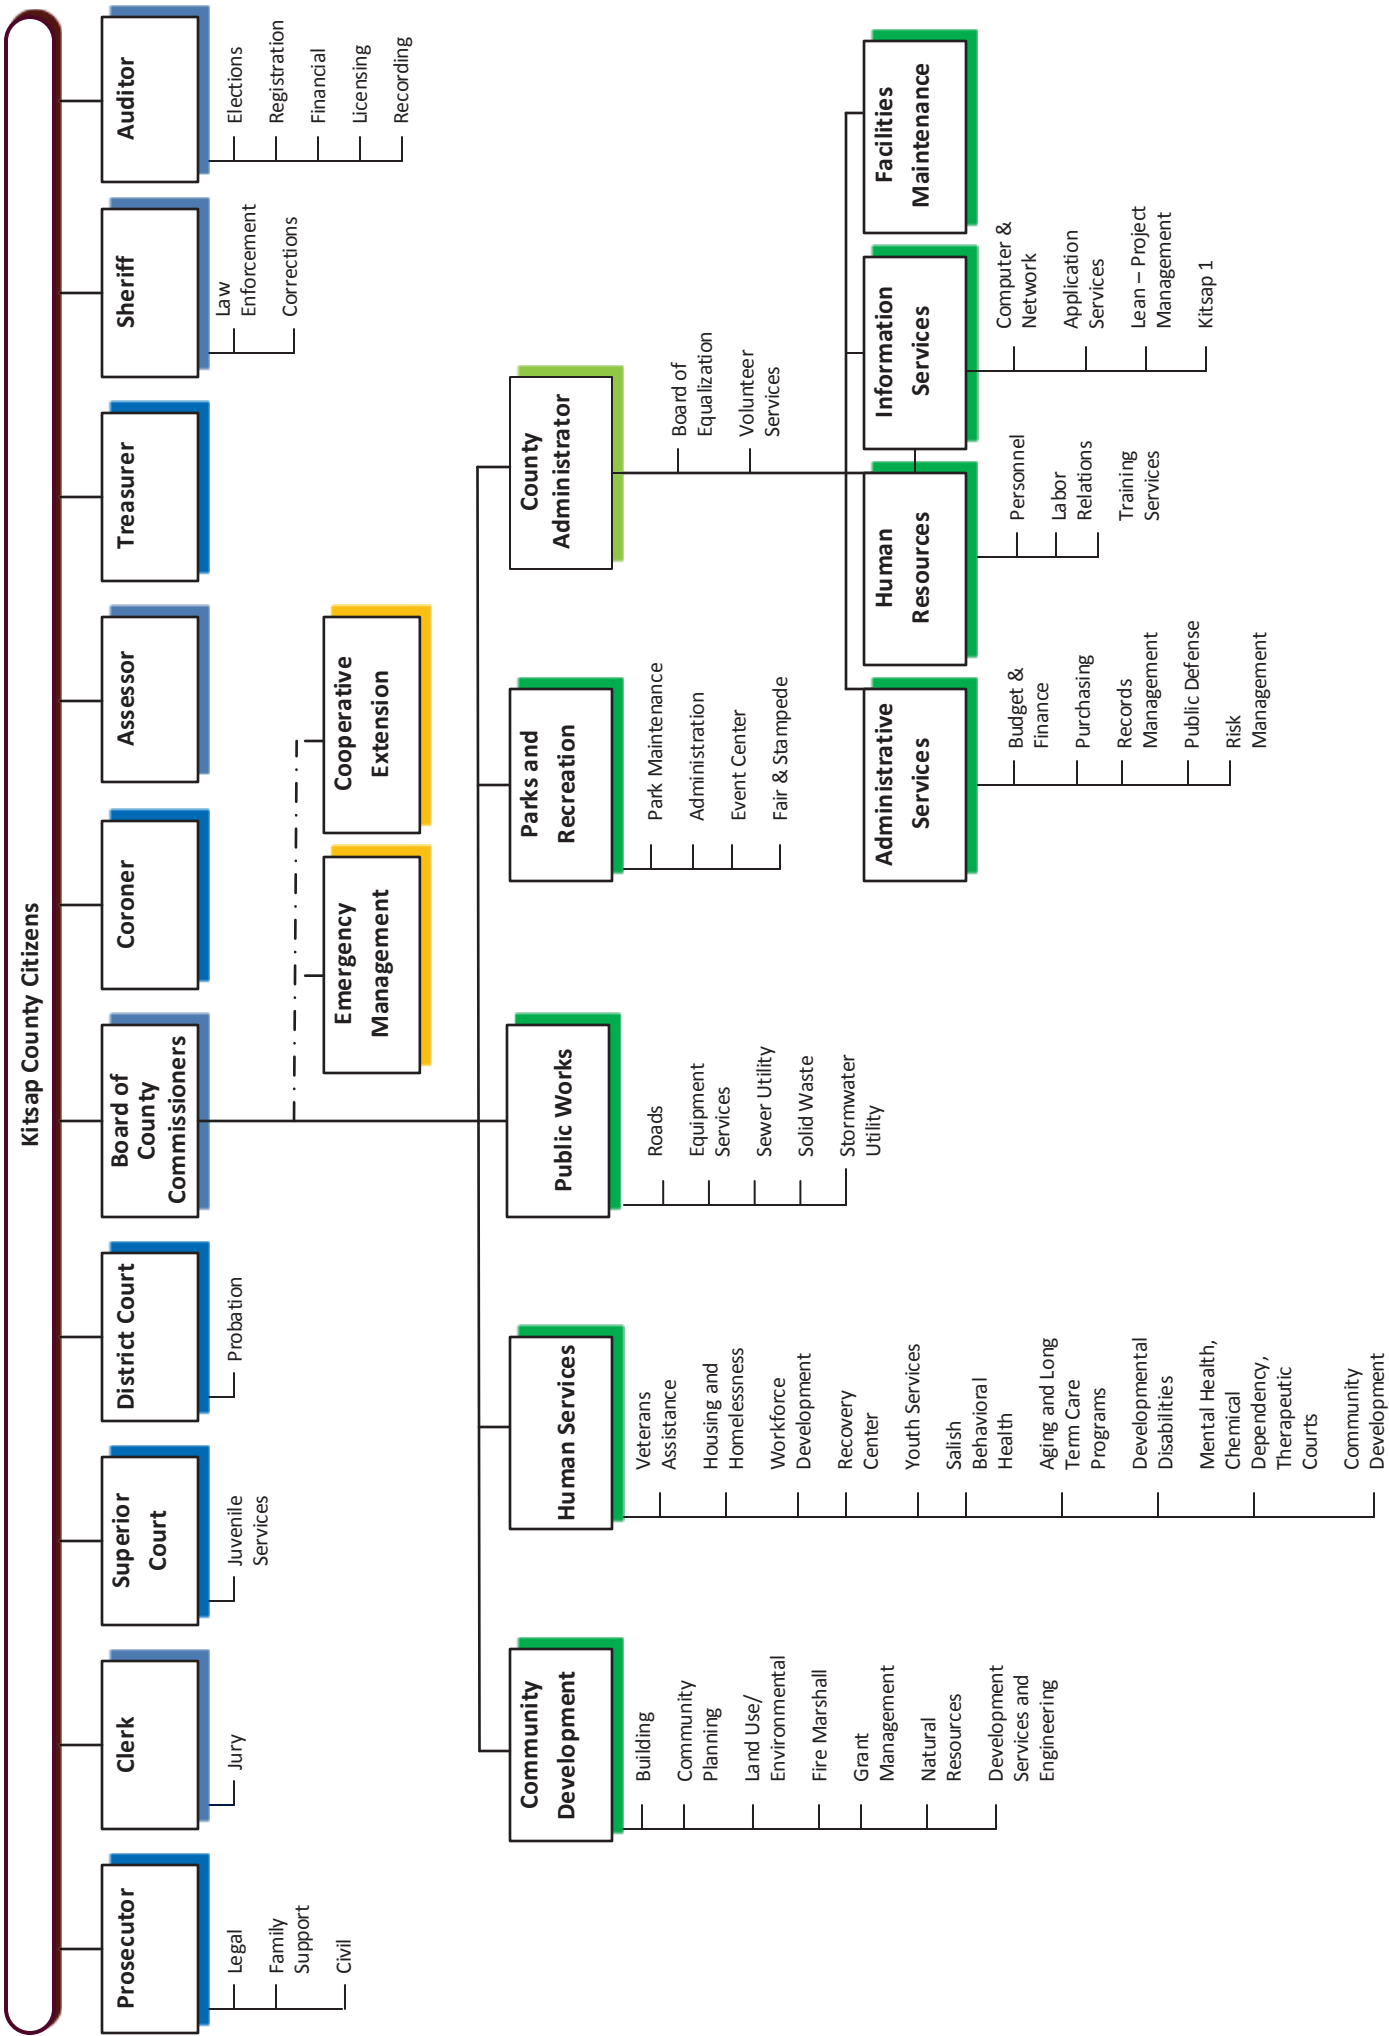 Kitsap County Citizens
Prosecutor
Legal
Family
Support
Civil
Clerk
Jury
Superior
Court
Juvenile
Services
District Court
Probation
Board of
County
Commissioners
Coroner
Assessor
Treasurer
Sheriff
Law
Enforcement
Corrections
Auditor
Elections
Registration
Financial
Licensing
Recording
Emergency
Management
Cooperative
Extension
Community
Development
Building
Community
Planning
Land Use/
Environmental
Fire Marshall
Grant
Management
Natural
Resources
Development
Services and
Engineering
Human Services
Veterans
Assistance
Housing and
Homelessness
Workforce
Development
Recovery
Center
Youth Services
Salish
Behavioral
Health
Aging and Long
Term Care
Programs
Developmental
Disabilities
Mental Health,
Chemical
Dependency,
Therapeutic
Courts
Community
Development
Public Works
Roads
Equipment
Services
Sewer Utility
Solid Waste
Stormwater
Utility
Parks and
Recreation
Park Maintenance
Administration
Event Center
Fair & Stampede
County
Administrator
Board of
Equalization
Volunteer
Services
Administrative
Services
Budget &
Finance
Purchasing
Records
Management
Public Defense
Risk
Management
Human
Resources
Personnel
Labor
Relations
Training
Services
Information
Services
Computer &
Network
Application
Services
Lean – Project
Management
Kitsap 1
Facilities
Maintenance